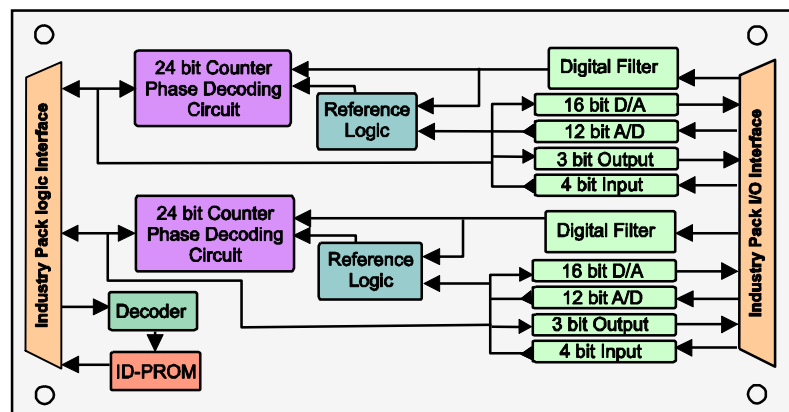 Industry Pack logic Interface
24 bit Counter
Phase Decoding
Circuit
Reference
Logic
Digital Filter
16 bit D/A
12 bit A/D
3 bit Output
4 bit Input
24 bit Counter
Phase Decoding
Circuit
Reference
Logic
Digital Filter
16 bit D/A
12 bit A/D
3 bit Output
4 bit Input
Decoder
ID-PROM
Industry Pack I/O Interface